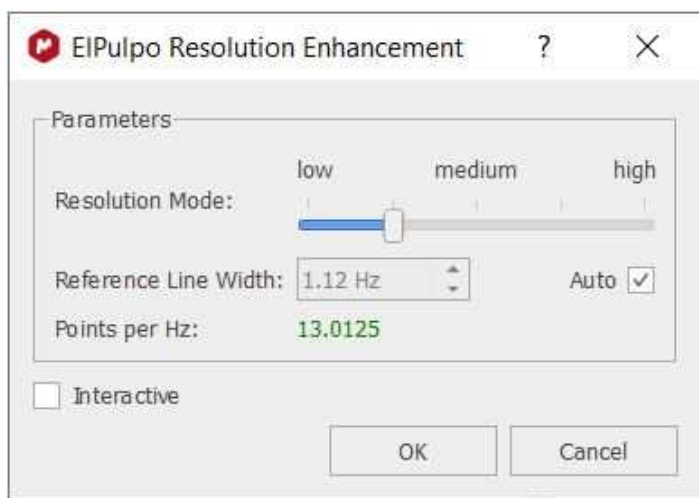 ElPulpo Resolution Enhancement ?
Parameters
low medium high
Resolution Mode:
Reference Line Width: 1.12 Hz Auto
Points per Hz: 13.0125
Interactive
OK Cancel